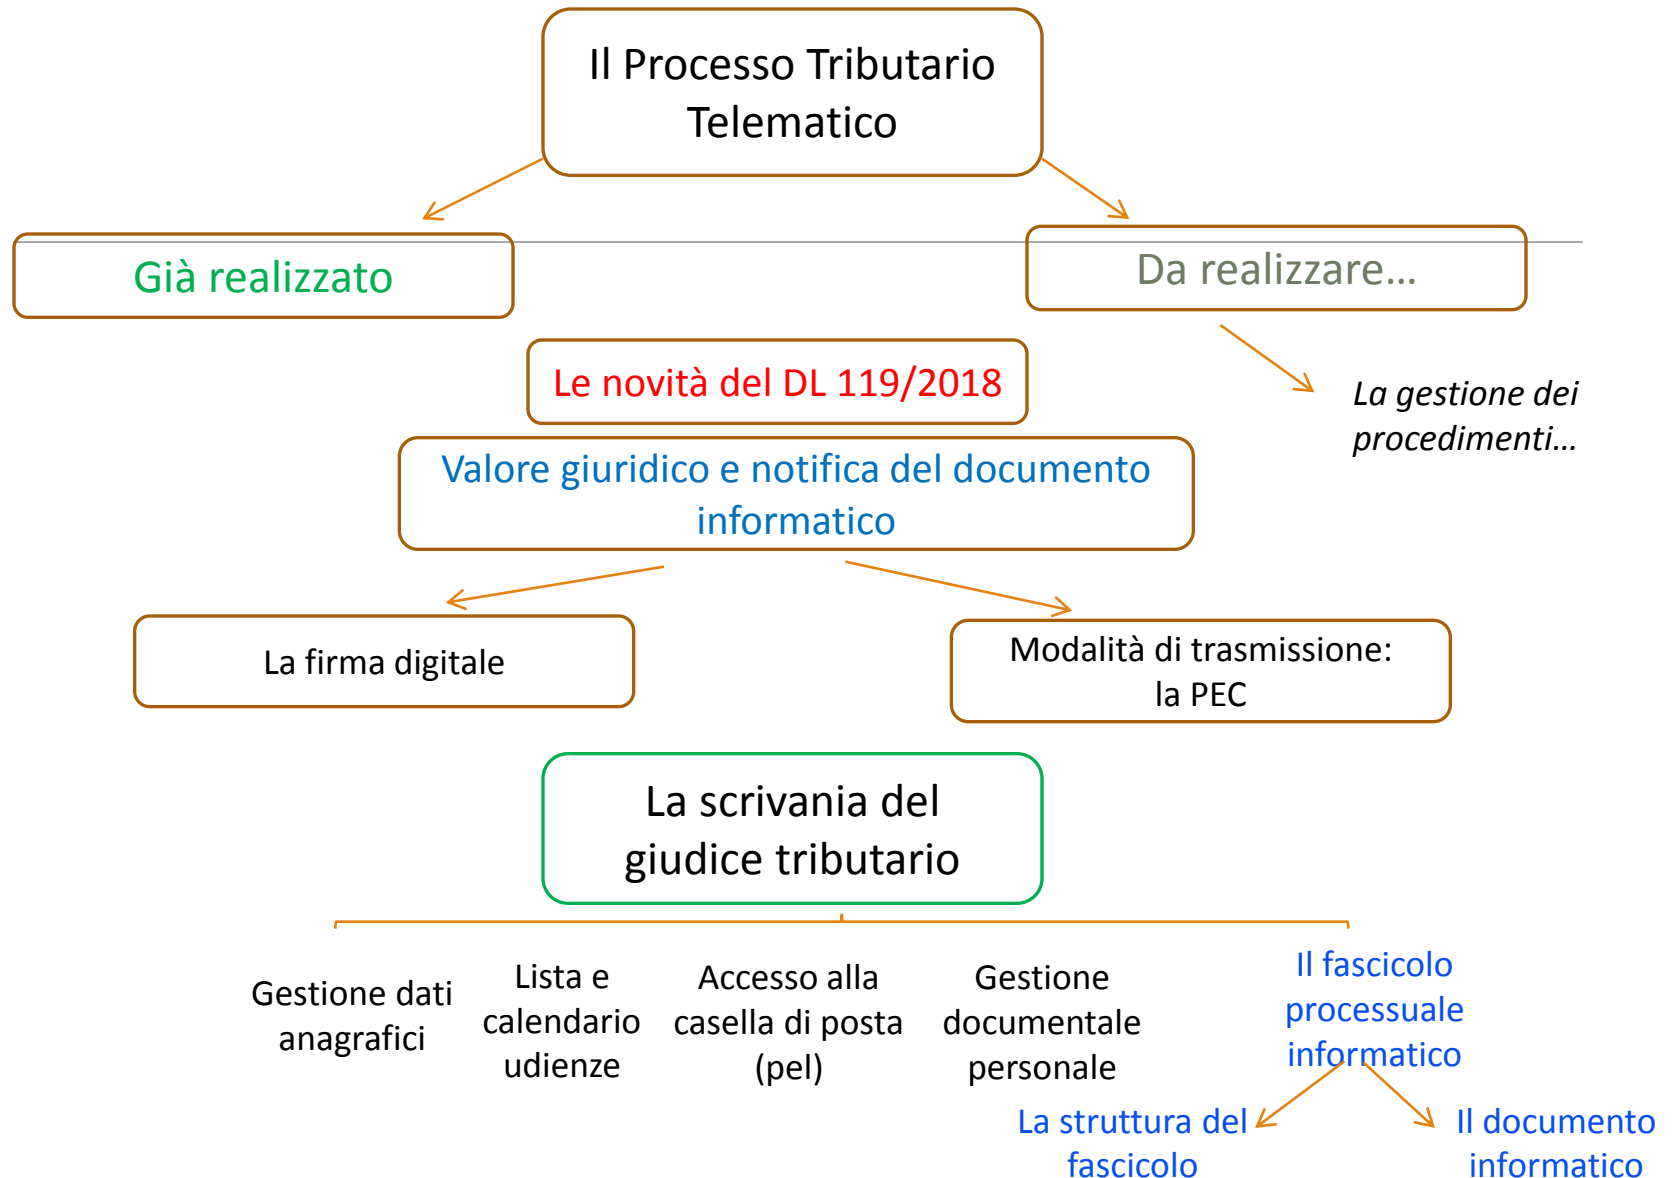 Il Processo Tributario
Telematico
Già realizzato
Da realizzare…
Le novità del DL 119/2018
La gestione dei
procedimenti…
Valore giuridico e notifica del documento
informatico
La firma digitale
Modalità di trasmissione:
la PEC
La scrivania del
giudice tributario
Gestione dati
anagrafici
Lista e
calendario
udienze
Accesso alla
casella di posta
(pel)
Gestione
documentale
personale
Il fascicolo
processuale
informatico
La struttura del
fascicolo
Il documento
informatico